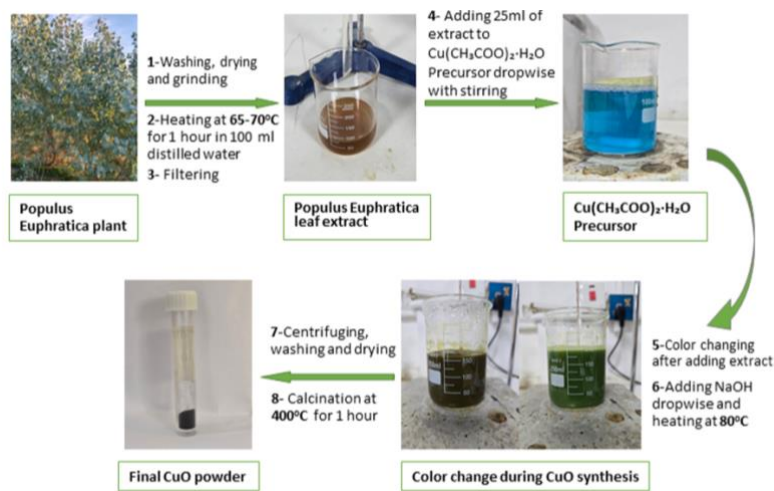 1-Washing, drying
and grinding
2-Heating at 65-70⁰C
for 1 hour in 100 ml
distilled water
3- Filtering
4- Adding 25ml of
extract to
Cu(CH₃COO)₂·H₂O
Precursor dropwise
with stirring
Populus
Euphratica plant
Populus Euphratica
leaf extract
Cu(CH₃COO)₂·H₂O
Precursor
5-Color changing
after adding extract
6-Adding NaOH
dropwise and
heating at 80⁰C
7-Centrifuging,
washing and drying
8- Calcination at
400⁰C for 1 hour
Final CuO powder
Color change during CuO synthesis